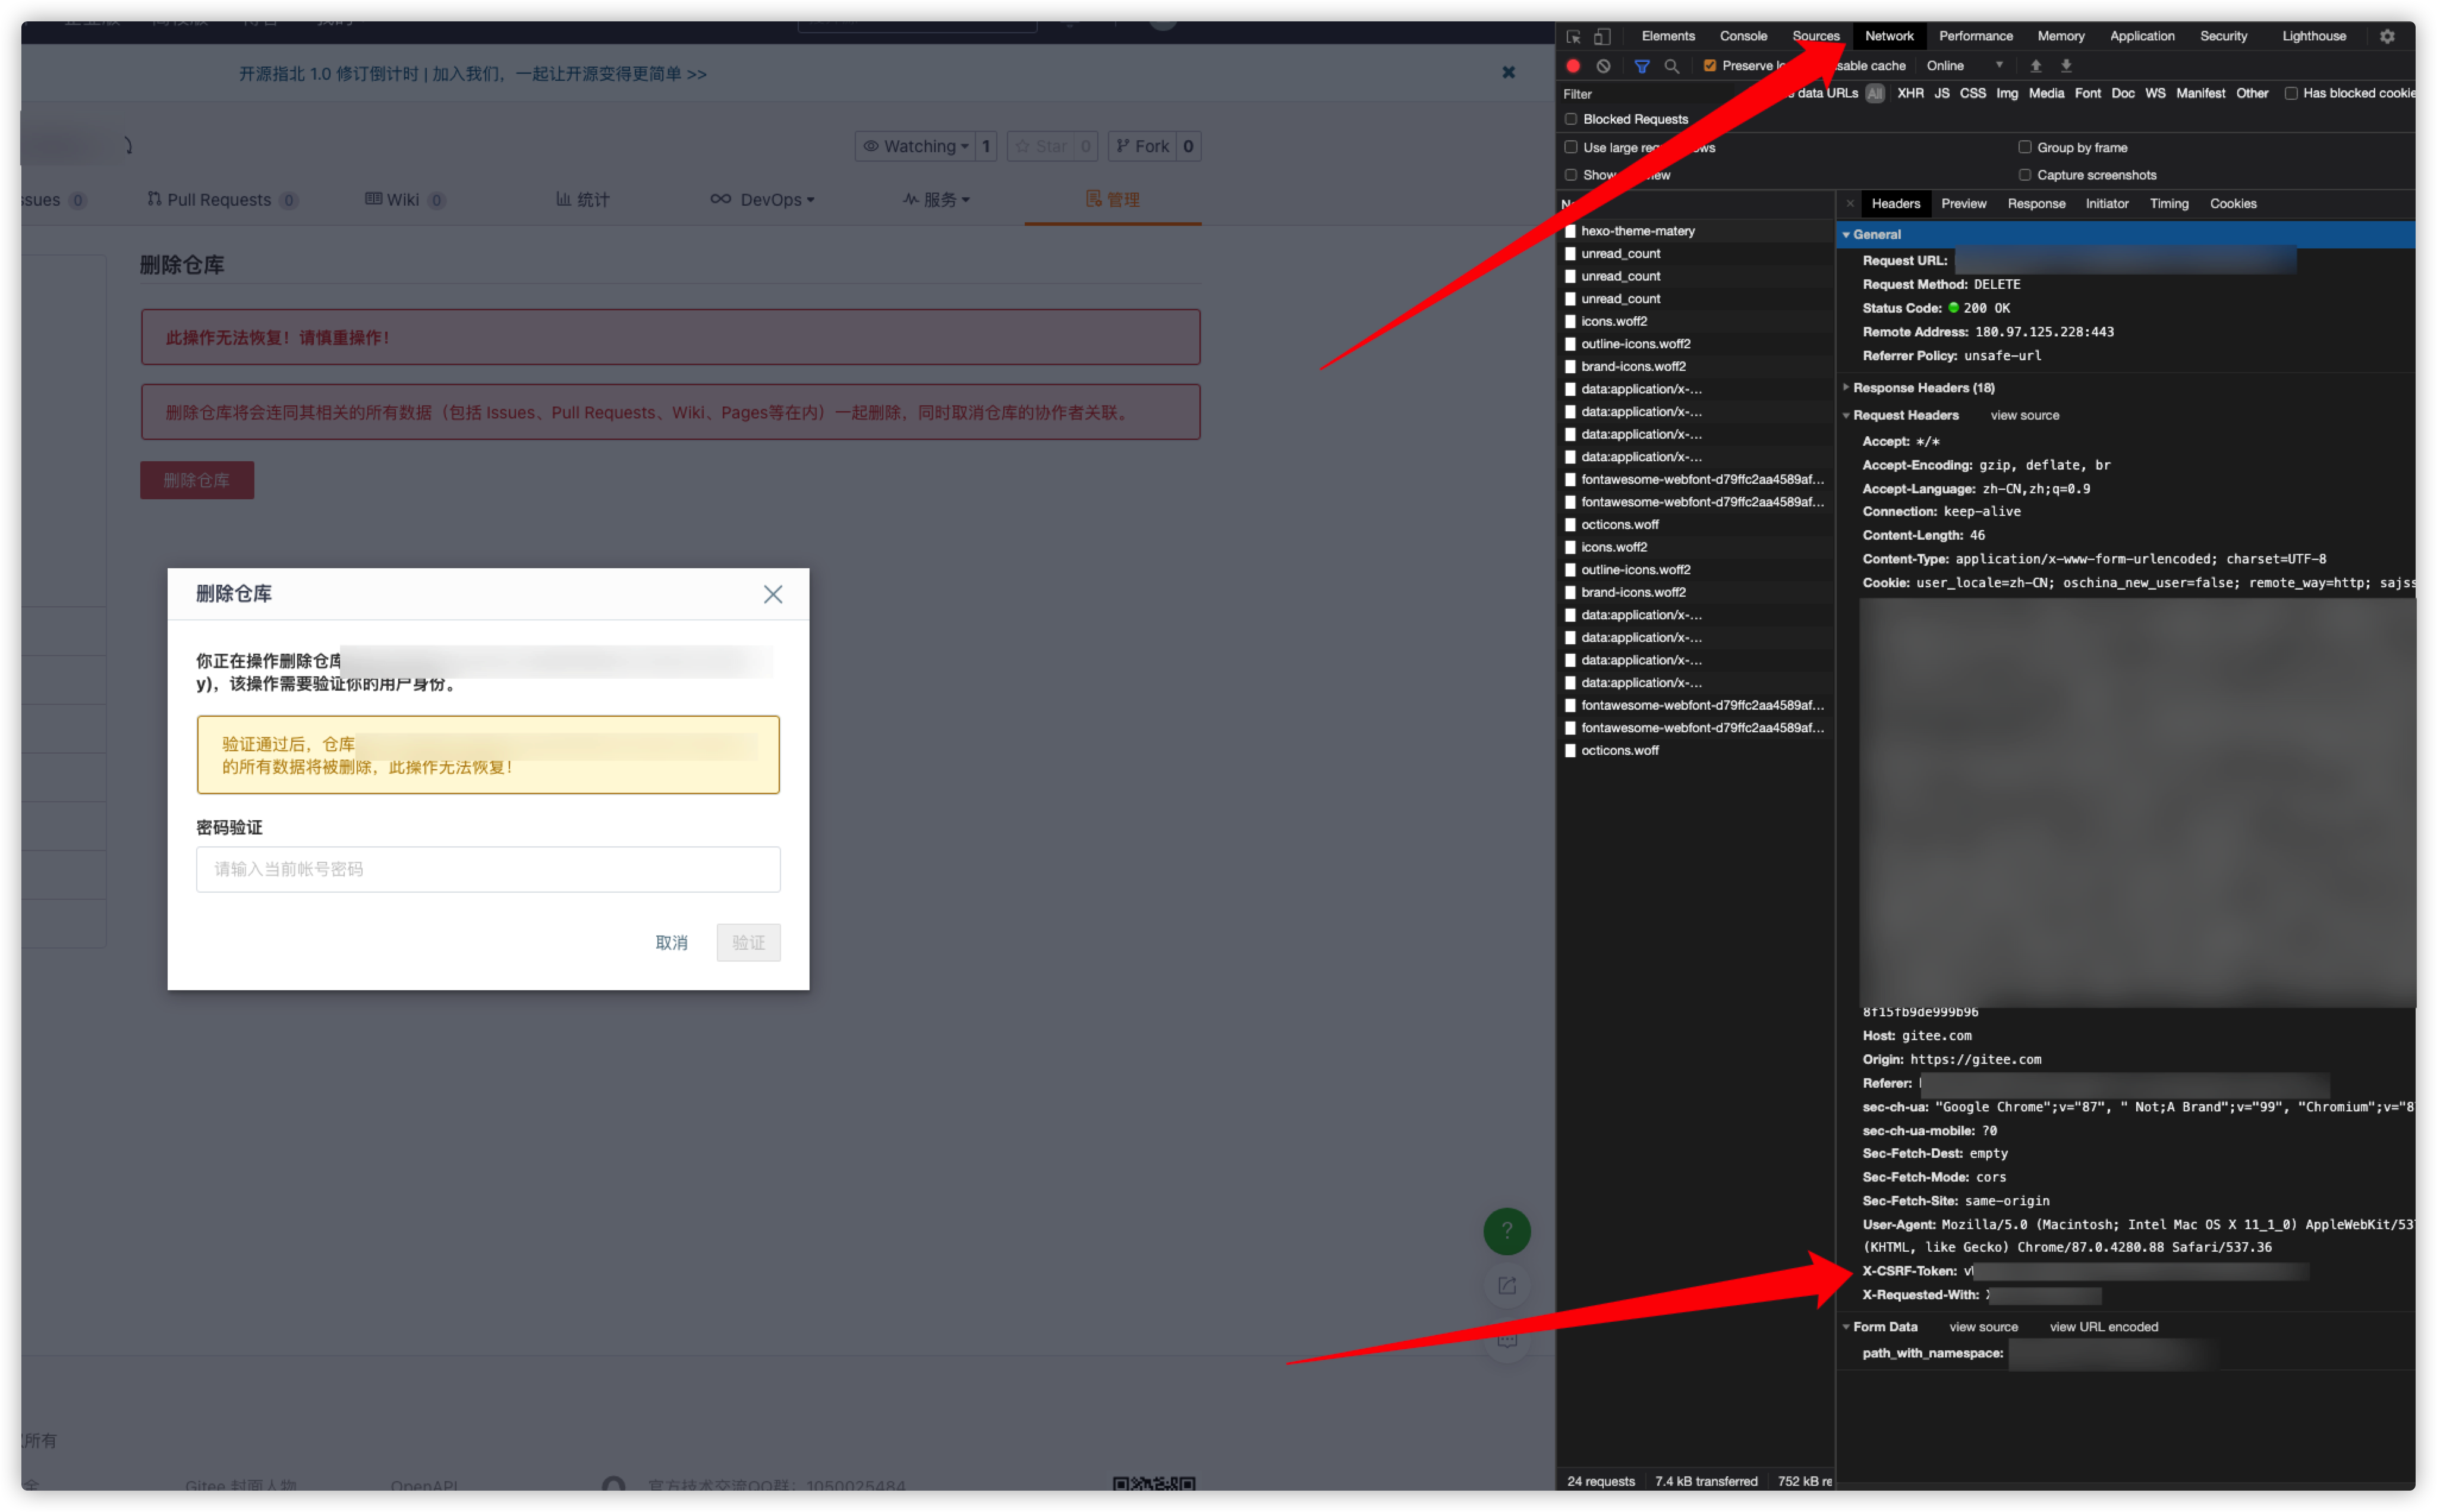 开源指北 1.0 修订倒计时 | 加入我们，一起让开源变得更简单 >>
Watching 1 Star 0 Fork 0
ssues 0 Pull Requests 0 Wiki 0 统计 DevOps 服务 管理
删除仓库
此操作无法恢复！请慎重操作！
删除仓库将会连同其相关的所有数据（包括 Issues、Pull Requests、Wiki、Pages等在内）一起删除，同时取消仓库的协作者关联。
删除仓库
删除仓库
你正在操作删除仓库
y)，该操作需要验证你的用户身份。
验证通过后，仓库
的所有数据将被删除，此操作无法恢复！
密码验证
请输入当前帐号密码
取消 验证
?
所有
Gitee 封面人物 OpenAPI 官方技术交流QQ群：1050025484
Elements Console Sources Network Performance Memory Application Security Lighthouse
Preserve lo sable cache Online
Filter data URLs All XHR JS CSS Img Media Font Doc WS Manifest Other Has blocked cookie
Blocked Requests
Use large req ws Group by frame
Show ew Capture screenshots
N
hexo-theme-matery
unread_count
unread_count
unread_count
icons.woff2
outline-icons.woff2
brand-icons.woff2
data:application/x-...
data:application/x-...
data:application/x-...
data:application/x-...
fontawesome-webfont-d79ffc2aa4589af...
fontawesome-webfont-d79ffc2aa4589af...
octicons.woff
icons.woff2
outline-icons.woff2
brand-icons.woff2
data:application/x-...
data:application/x-...
data:application/x-...
data:application/x-...
fontawesome-webfont-d79ffc2aa4589af...
fontawesome-webfont-d79ffc2aa4589af...
octicons.woff
24 requests 7.4 kB transferred 752 kB re
Headers Preview Response Initiator Timing Cookies
General
Request URL:
Request Method: DELETE
Status Code: 200 OK
Remote Address: 180.97.125.228:443
Referrer Policy: unsafe-url
Response Headers (18)
Request Headers view source
Accept: */*
Accept-Encoding: gzip, deflate, br
Accept-Language: zh-CN,zh;q=0.9
Connection: keep-alive
Content-Length: 46
Content-Type: application/x-www-form-urlencoded; charset=UTF-8
Cookie: user_locale=zh-CN; oschina_new_user=false; remote_way=http; sajss
8f15fb9de999b96
Host: gitee.com
Origin: https://gitee.com
Referer:
sec-ch-ua: "Google Chrome";v="87", " Not;A Brand";v="99", "Chromium";v="8
sec-ch-ua-mobile: ?0
Sec-Fetch-Dest: empty
Sec-Fetch-Mode: cors
Sec-Fetch-Site: same-origin
User-Agent: Mozilla/5.0 (Macintosh; Intel Mac OS X 11_1_0) AppleWebKit/53
(KHTML, like Gecko) Chrome/87.0.4280.88 Safari/537.36
X-CSRF-Token:
X-Requested-With:
Form Data view source view URL encoded
path_with_namespace: